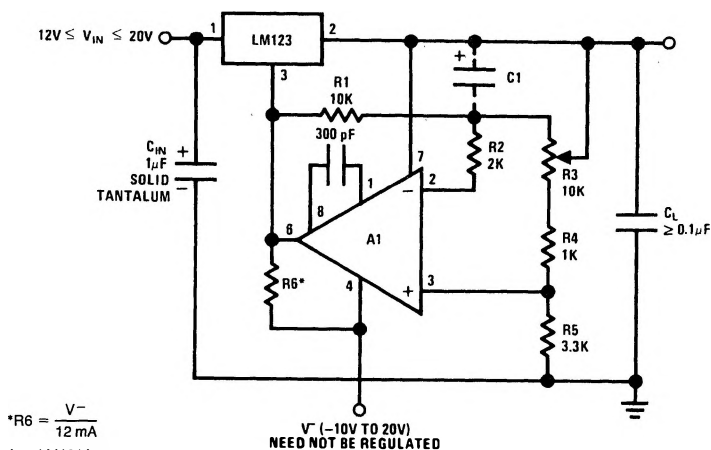 12V ≤ VIN ≤ 20V
1
LM123
2
3
R1
10K
+
C1
300 pF
CIN
1μF
SOLID
TANTALUM
+
−
7
R2
2K
R3
10K
CL
≥ 0.1μF
8
1
2
−
6
A1
R4
1K
R6*
4
+
3
R5
3.3K
*R6 = V−
12 mA
V− (−10V TO 20V)
NEED NOT BE REGULATED